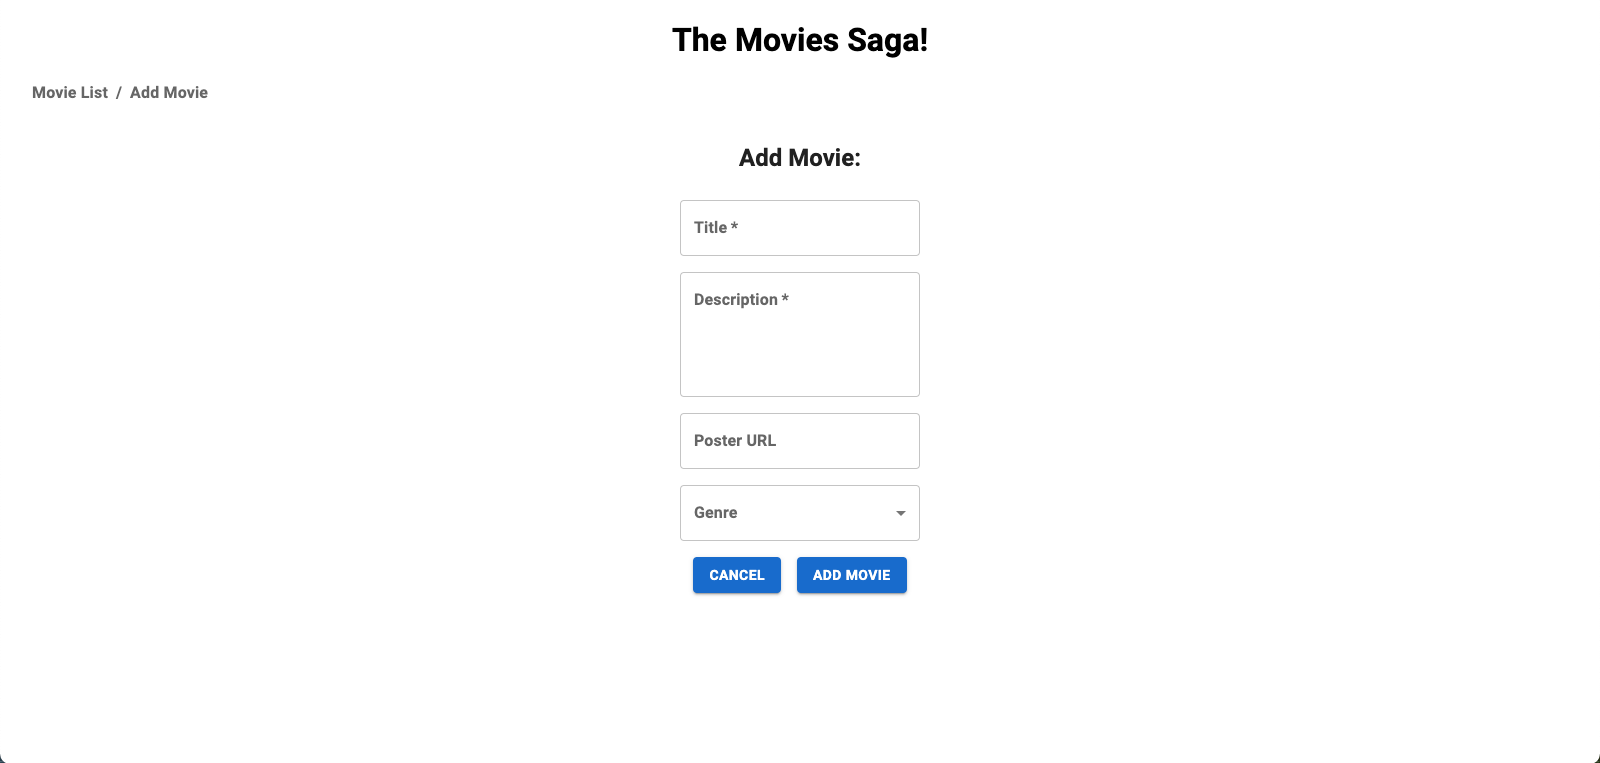 The Movies Saga!
Movie List / Add Movie
Add Movie:
Title *
Description *
Poster URL
Genre
CANCEL ADD MOVIE